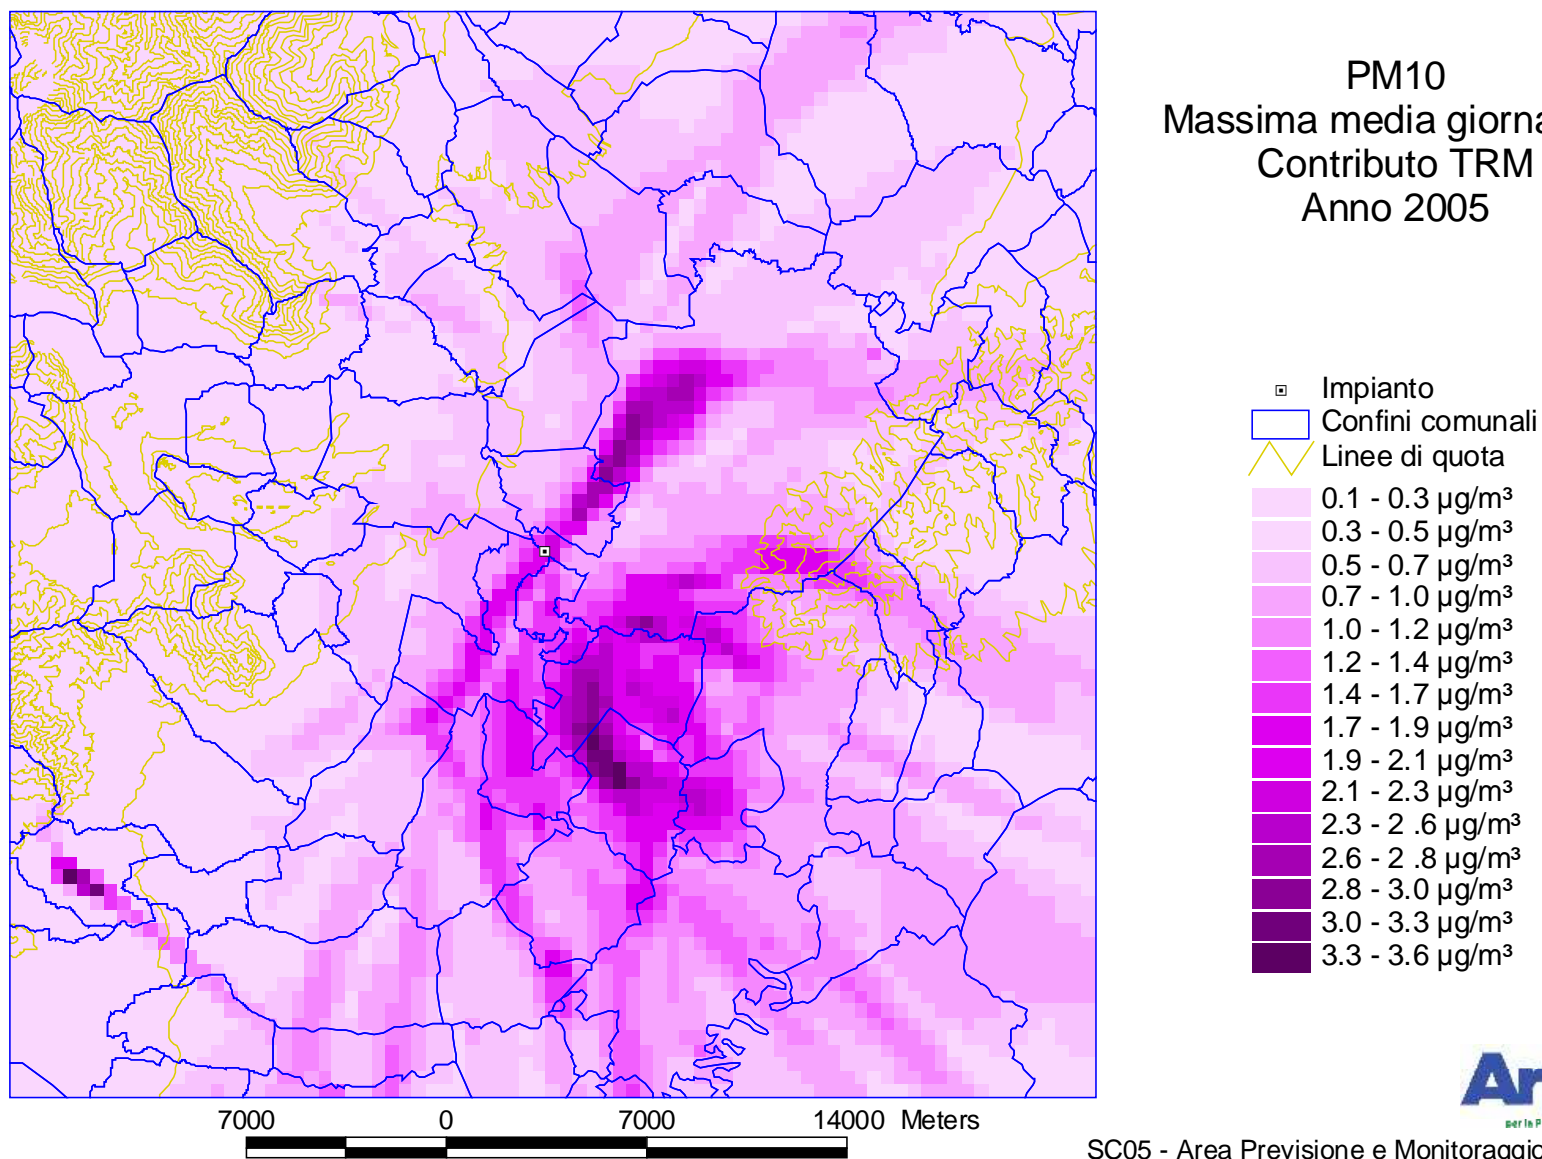 PM10
Massima media giorna
Contributo TRM
Anno 2005
Impianto
Confini comunali
Linee di quota
0.1 - 0.3 µg/m³
0.3 - 0.5 µg/m³
0.5 - 0.7 µg/m³
0.7 - 1.0 µg/m³
1.0 - 1.2 µg/m³
1.2 - 1.4 µg/m³
1.4 - 1.7 µg/m³
1.7 - 1.9 µg/m³
1.9 - 2.1 µg/m³
2.1 - 2.3 µg/m³
2.3 - 2 .6 µg/m³
2.6 - 2 .8 µg/m³
2.8 - 3.0 µg/m³
3.0 - 3.3 µg/m³
3.3 - 3.6 µg/m³
Ar
per la P
7000 0 7000 14000 Meters
SC05 - Area Previsione e Monitoraggio